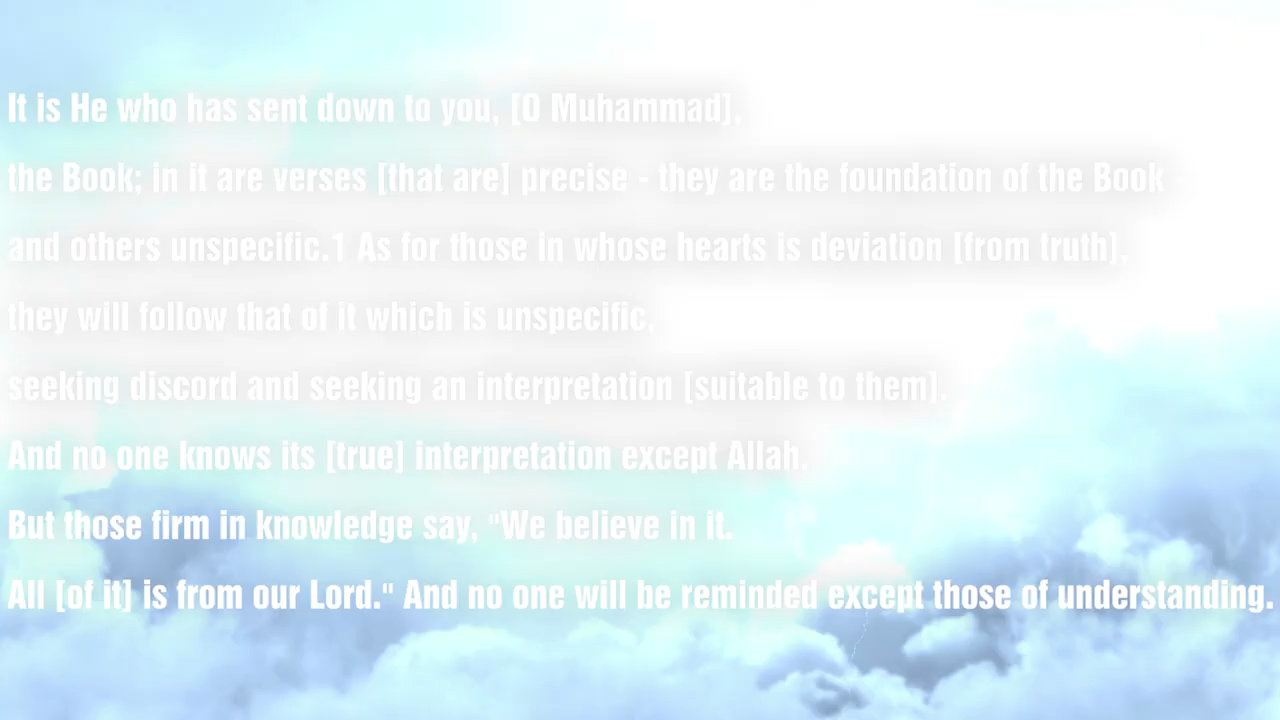 It is He who has sent down to you, [O Muhammad],
the Book; in it are verses [that are] precise - they are the foundation of the Book -
and others unspecific.1 As for those in whose hearts is deviation [from truth],
they will follow that of it which is unspecific,
seeking discord and seeking an interpretation [suitable to them].
And no one knows its [true] interpretation except Allah.
But those firm in knowledge say, "We believe in it.
All [of it] is from our Lord." And no one will be reminded except those of understanding.